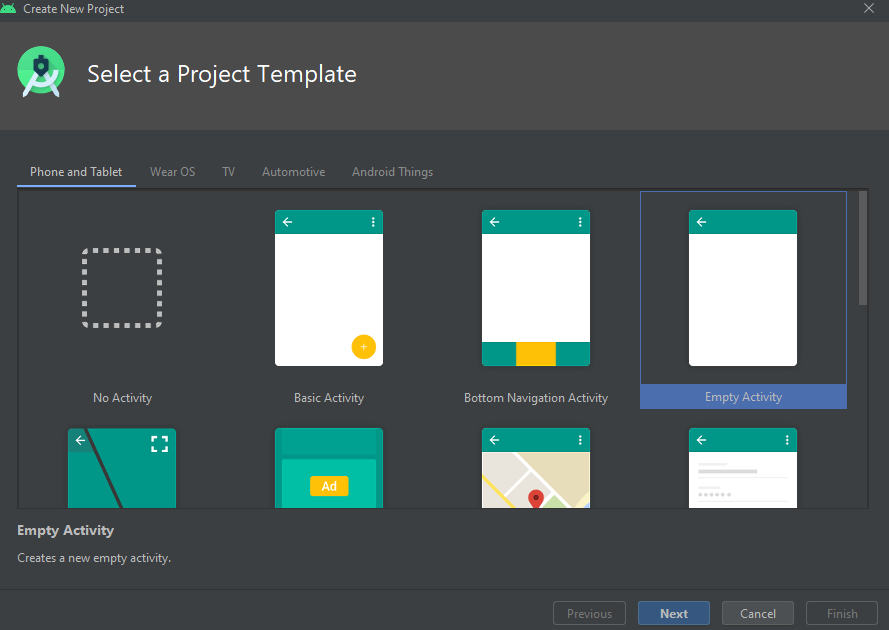 Create New Project
Select a Project Template
Phone and Tablet
Wear OS
TV
Automotive
Android Things
No Activity
Basic Activity
Bottom Navigation Activity
Empty Activity
Ad
Empty Activity
Creates a new empty activity.
Previous
Next
Cancel
Finish